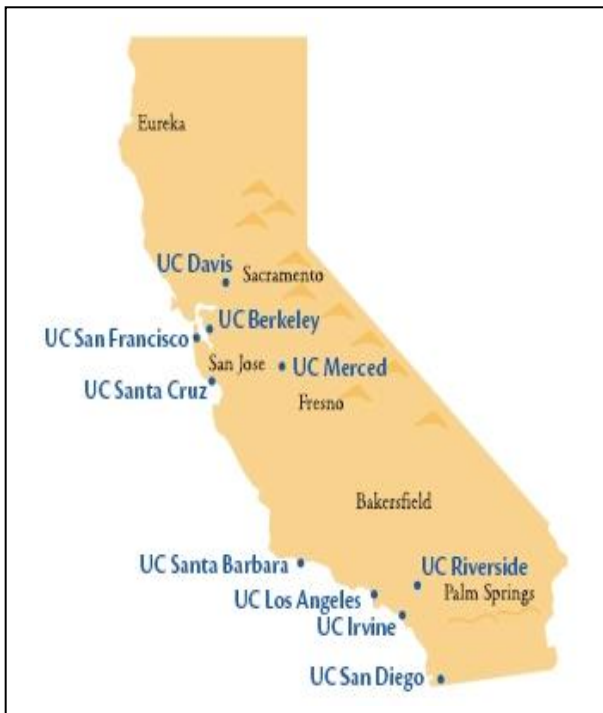 Eureka
UC Davis
Sacramento
UC Berkeley
UC San Francisco
San Jose
UC Merced
UC Santa Cruz
Fresno
Bakersfield
UC Santa Barbara
UC Riverside
UC Los Angeles
Palm Springs
UC Irvine
UC San Diego